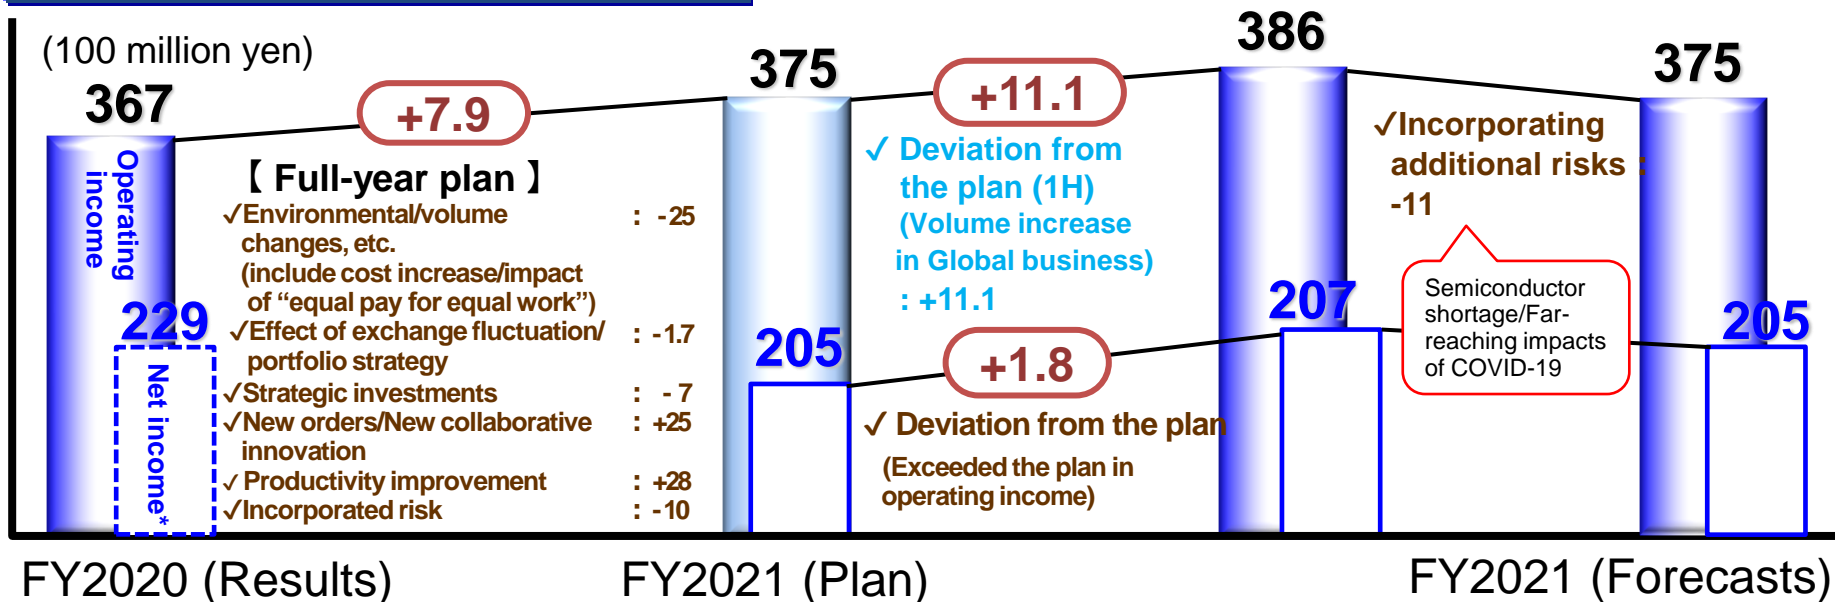 (100 million yen)
367
+7.9
375
+11.1
386
375
Operating
income
229
Net income*
【 Full-year plan 】
✓Environmental/volume : -25
changes, etc.
(include cost increase/impact
of “equal pay for equal work”)
✓Effect of exchange fluctuation/ : -1.7
portfolio strategy
✓Strategic investments : - 7
✓New orders/New collaborative : +25
innovation
✓Productivity improvement : +28
✓Incorporated risk : -10
205
✓ Deviation from
the plan (1H)
(Volume increase
in Global business)
: +11.1
+1.8
✓ Deviation from the plan
(Exceeded the plan in
operating income)
207
✓Incorporating
additional risks :
-11
Semiconductor
shortage/Far-
reaching impacts
of COVID-19
205
FY2020 (Results)
FY2021 (Plan)
FY2021 (Forecasts)